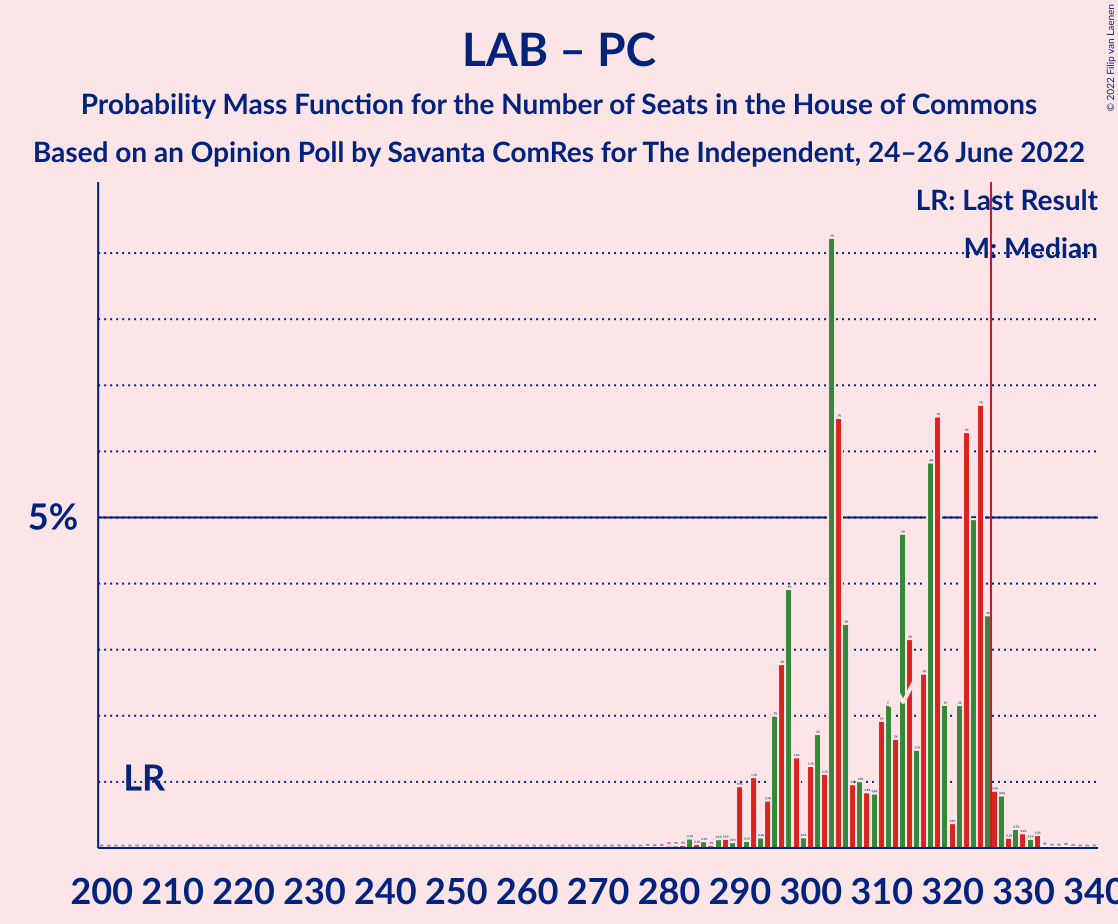 LAB – PC
Probability Mass Function for the Number of Seats in the House of Commons
Based on an Opinion Poll by Savanta ComRes for The Independent, 24–26 June 2022
© 2022 Filip van Laenen
LR: Last Result
M: Median
5%
LR
200 210 220 230 240 250 260 270 280 290 300 310 320 330 340